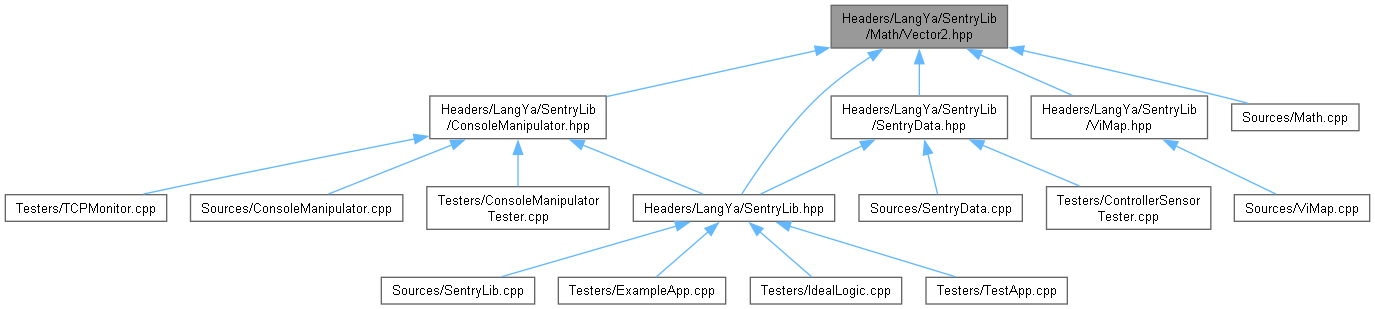 Headers/LangYa/SentryLib
/Math/Vector2.hpp
Headers/LangYa/SentryLib
/ConsoleManipulator.hpp
Headers/LangYa/SentryLib
/SentryData.hpp
Headers/LangYa/SentryLib
/ViMap.hpp
Sources/Math.cpp
Testers/TCPMonitor.cpp
Sources/ConsoleManipulator.cpp
Testers/ConsoleManipulator
Tester.cpp
Headers/LangYa/SentryLib.hpp
Sources/SentryData.cpp
Testers/ControllerSensor
Tester.cpp
Sources/ViMap.cpp
Sources/SentryLib.cpp
Testers/ExampleApp.cpp
Testers/IdealLogic.cpp
Testers/TestApp.cpp